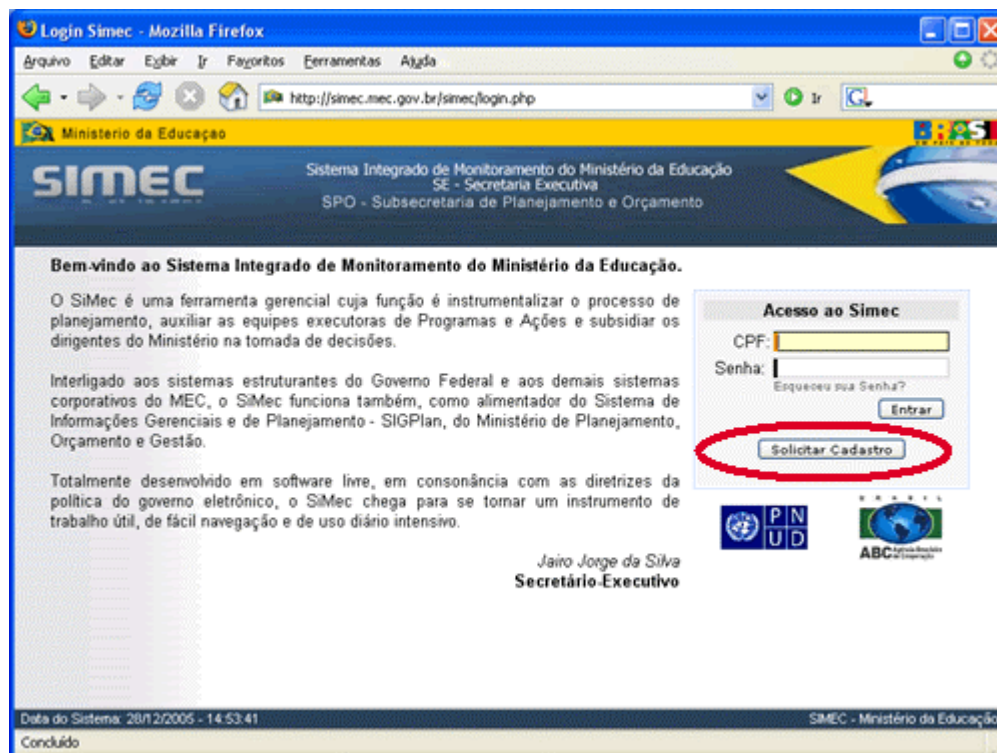 Login Simec - Mozilla Firefox
Arquivo Editar Exibir Ir Favoritos Ferramentas Ajuda
http://simec.mec.gov.br/simec/login.php
Ir
Ministerio da Educaçao
BRASIL
SIMEC
Sistema Integrado de Monitoramento do Ministério da Educação
SE - Secretaria Executiva
SPO - Subsecretaria de Planejamento e Orçamento
Bem-vindo ao Sistema Integrado de Monitoramento do Ministério da Educação.
O SiMec é uma ferramenta gerencial cuja função é instrumentalizar o processo de
planejamento, auxiliar as equipes executoras de Programas e Ações e subsidiar os
dirigentes do Ministério na tomada de decisões.
Interligado aos sistemas estruturantes do Governo Federal e aos demais sistemas
corporativos do MEC, o SiMec funciona também, como alimentador do Sistema de
Informações Gerenciais e de Planejamento - SIGPlan, do Ministério de Planejamento,
Orçamento e Gestão.
Totalmente desenvolvido em software livre, em consonância com as diretrizes da
política do governo eletrônico, o SiMec chega para se tornar um instrumento de
trabalho útil, de fácil navegação e de uso diário intensivo.
Jairo Jorge da Silva
Secretário-Executivo
Acesso ao Simec
CPF:
Senha:
Esqueceu sua Senha?
Entrar
Solicitar Cadastro
PN
UD
BRASIL
ABC Agência Brasileira
de Cooperação
Data do Sistema: 28/12/2005 - 14:53:41
SIMEC - Ministério da Educação
Concluído